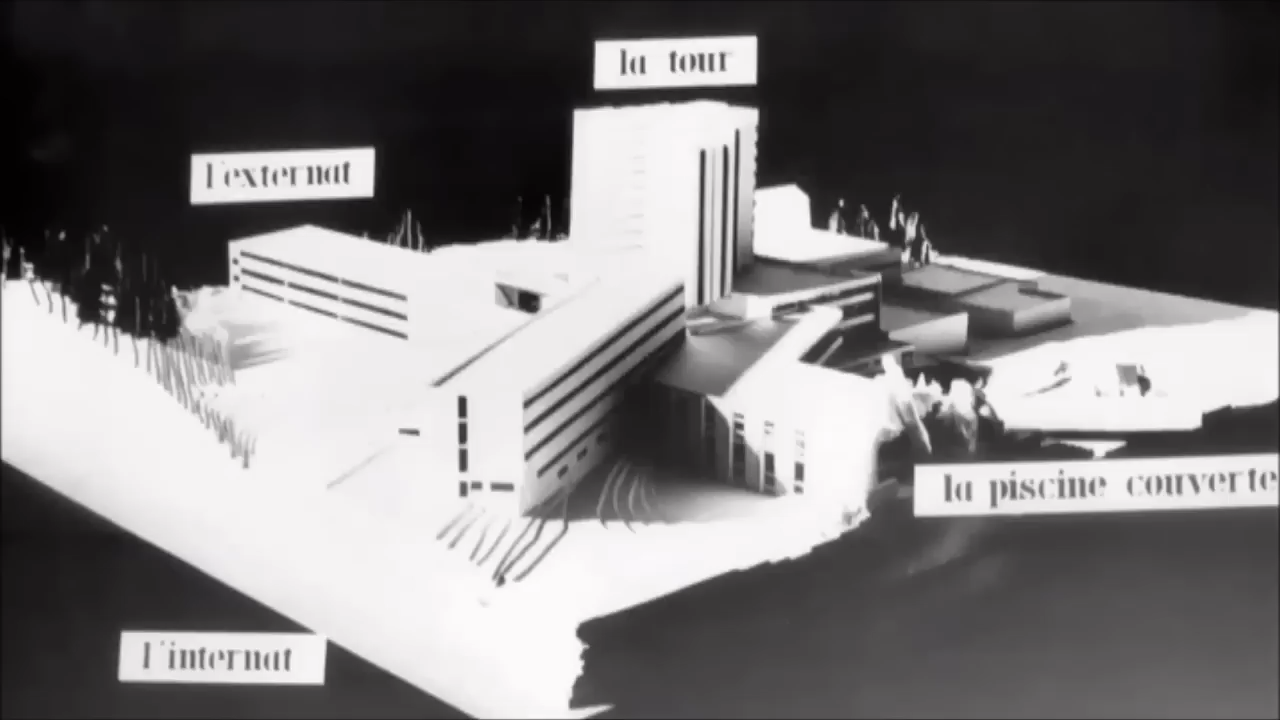 la tour
l'externat
la piscine couverte
l'internat